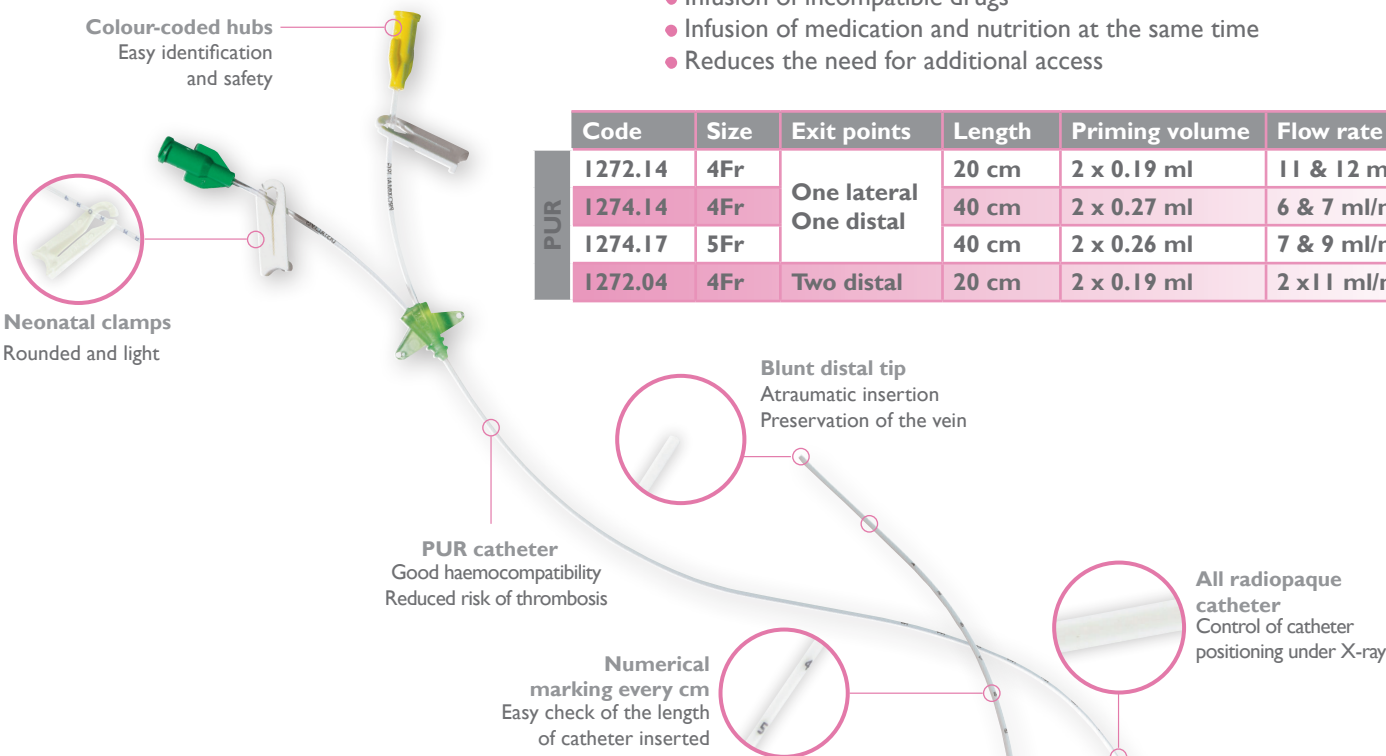 Infusion of incompatible drugs
• Infusion of medication and nutrition at the same time
• Reduces the need for additional access
Colour-coded hubs
Easy identification
and safety
Code Size Exit points Length Priming volume Flow rate
PUR
1272.14 4Fr One lateral One distal 20 cm 2 x 0.19 ml 11 & 12 m
1274.14 4Fr 40 cm 2 x 0.27 ml 6 & 7 ml/
1274.17 5Fr 40 cm 2 x 0.26 ml 7 & 9 ml/
1272.04 4Fr Two distal 20 cm 2 x 0.19 ml 2 x11 ml/
Neonatal clamps
Rounded and light
Blunt distal tip
Atraumatic insertion
Preservation of the vein
PUR catheter
Good haemocompatibility
Reduced risk of thrombosis
All radiopaque
catheter
Control of catheter
positioning under X-ray
Numerical
marking every cm
Easy check of the length
of catheter inserted
4
5